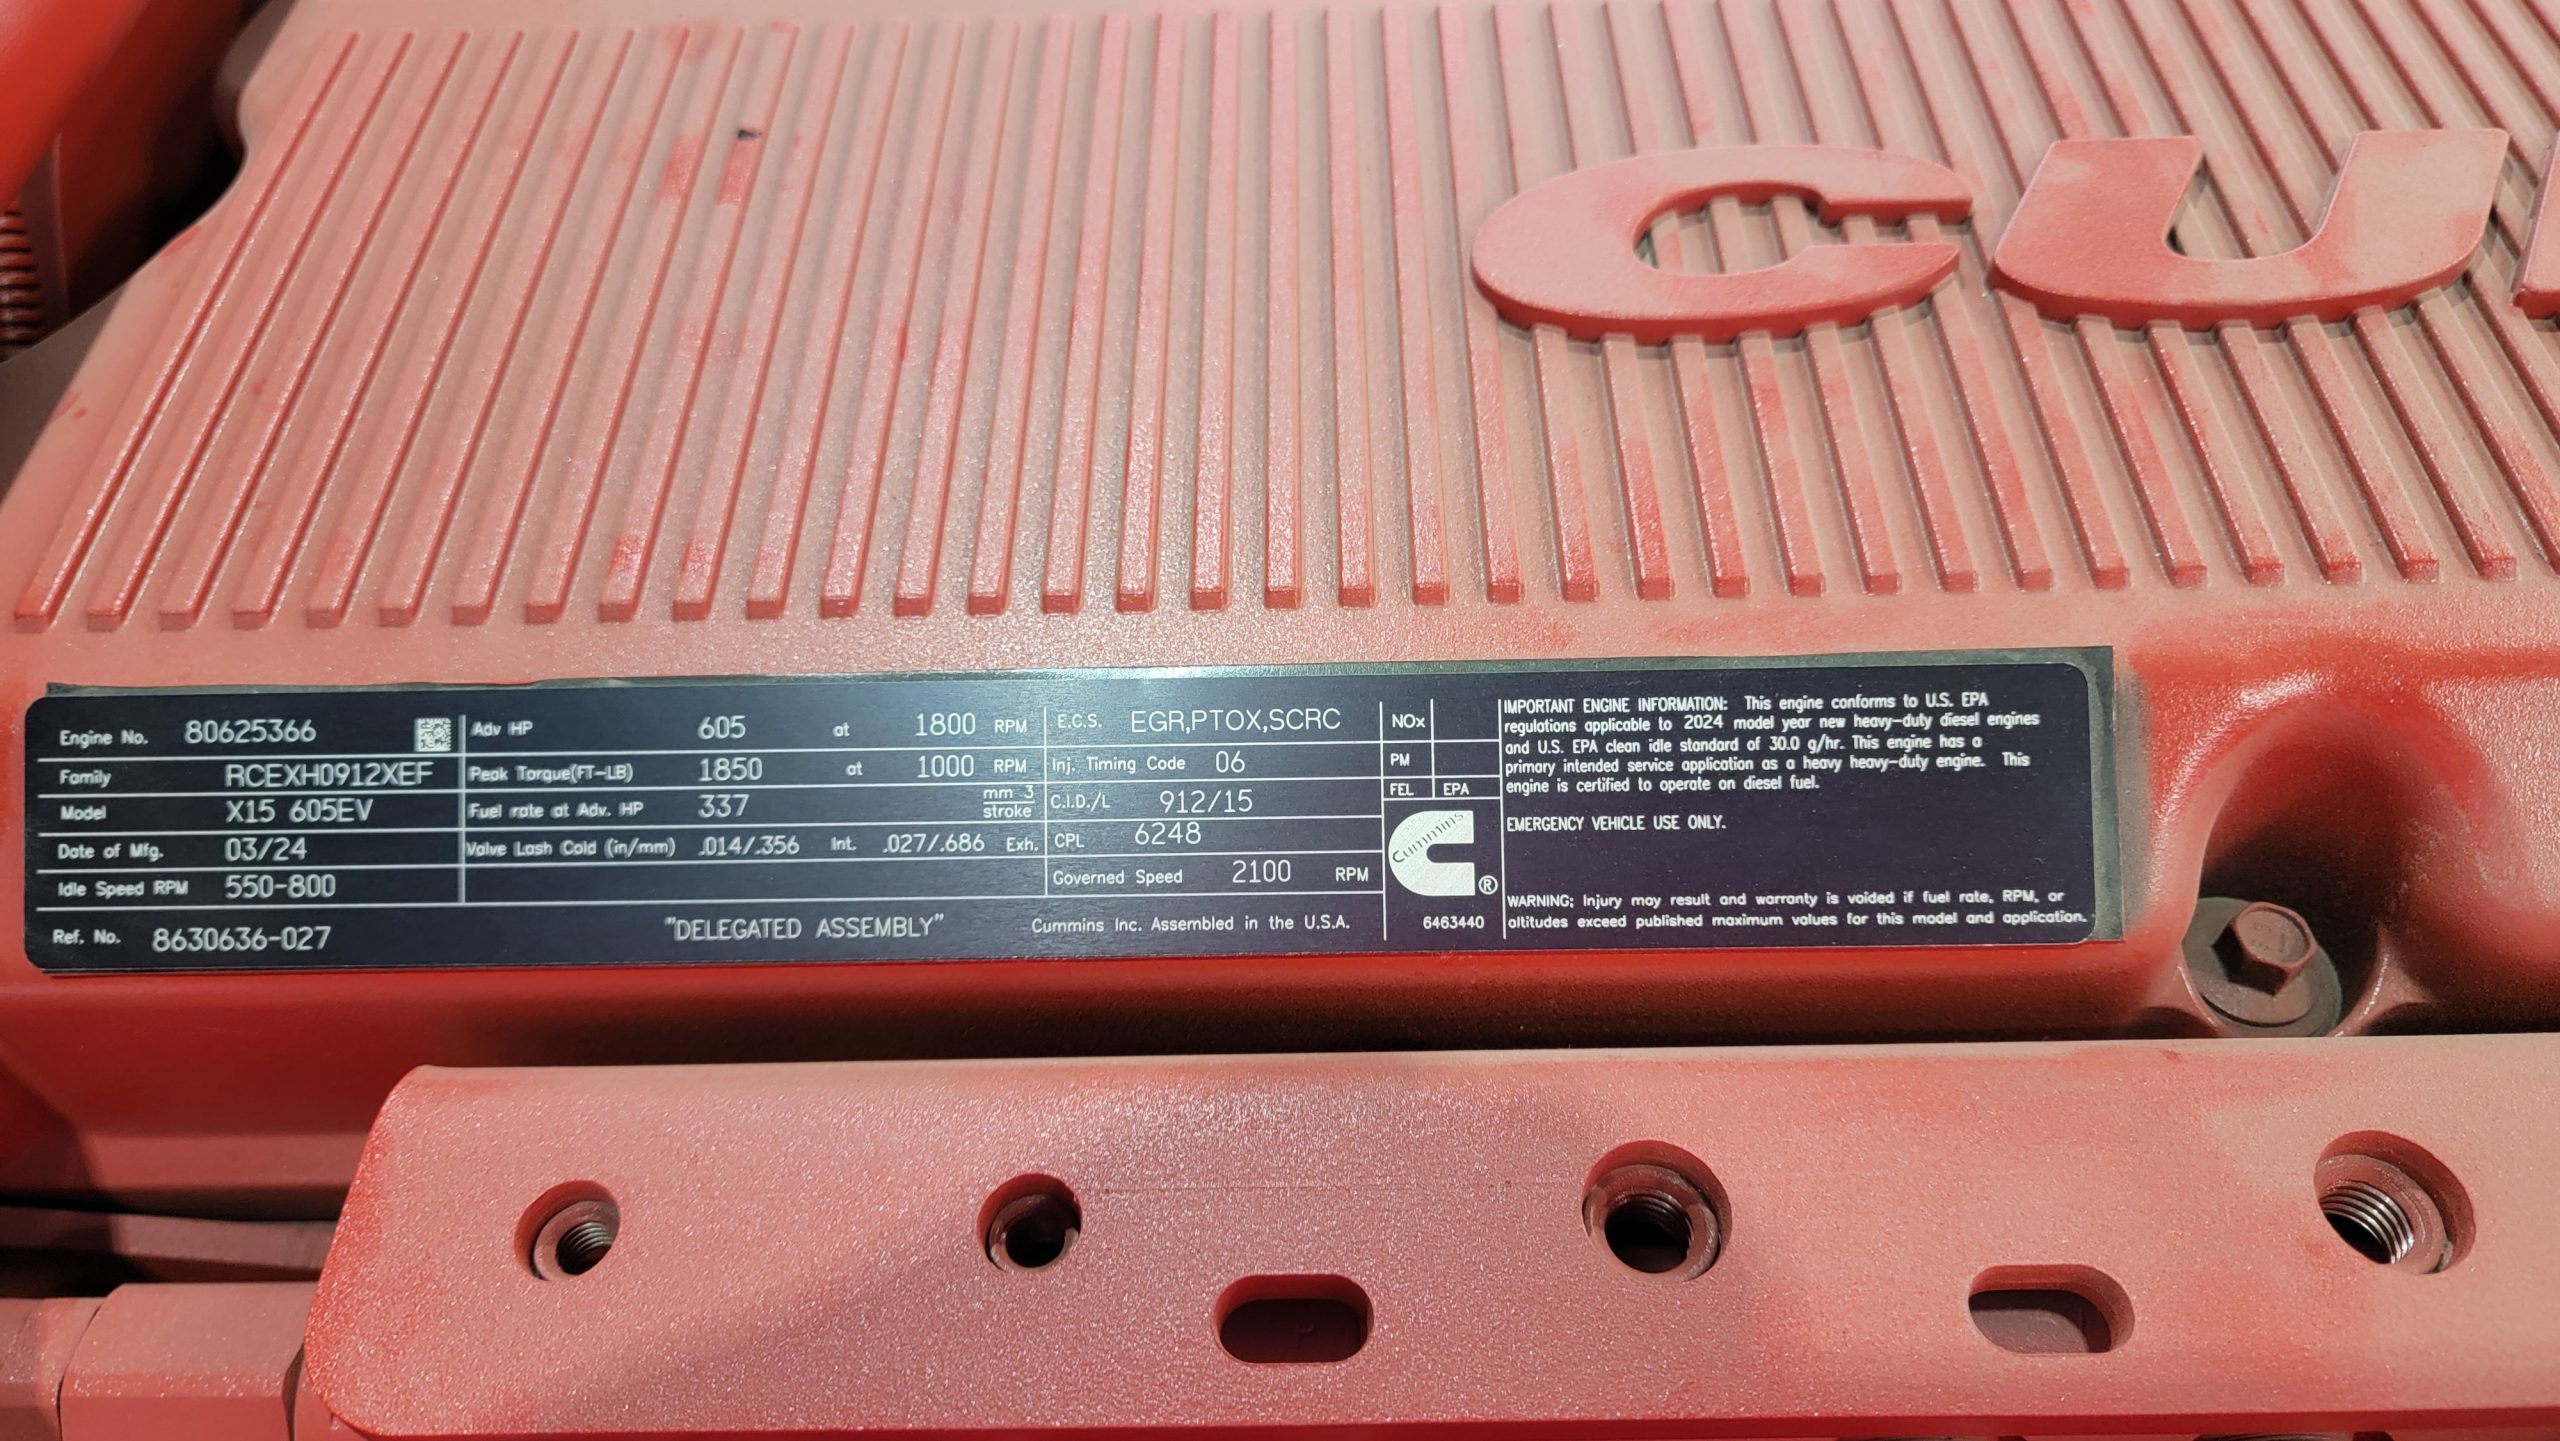 CU
Engine No. 80625366
Family RCEXH0912XEF
Model X15 605EV
Date of Mfg. 03/24
Idle Speed RPM 550-800
Ref. No. 8630636-027
Adv HP 605 at 1800 RPM
Peak Torque(FT-LB) 1850 at 1000 RPM
Fuel rate at Adv. HP 337 mm 3
stroke
Valve Lash Cold (in/mm) .014/.356 Int. .027/.686 Exh.
"DELEGATED ASSEMBLY"
E.C.S. EGR,PTOX,SCRC
Inj. Timing Code 06
C.I.D./L 912/15
CPL 6248
Governed Speed 2100 RPM
Cummins Inc. Assembled in the U.S.A.
NOx
PM
FEL EPA
Cummins
®
6463440
IMPORTANT ENGINE INFORMATION: This engine conforms to U.S. EPA
regulations applicable to 2024 model year new heavy-duty diesel engines
and U.S. EPA clean idle standard of 30.0 g/hr. This engine has a
primary intended service application as a heavy heavy-duty engine. This
engine is certified to operate on diesel fuel.
EMERGENCY VEHICLE USE ONLY.
WARNING; Injury may result and warranty is voided if fuel rate, RPM, or
altitudes exceed published maximum values for this model and application.